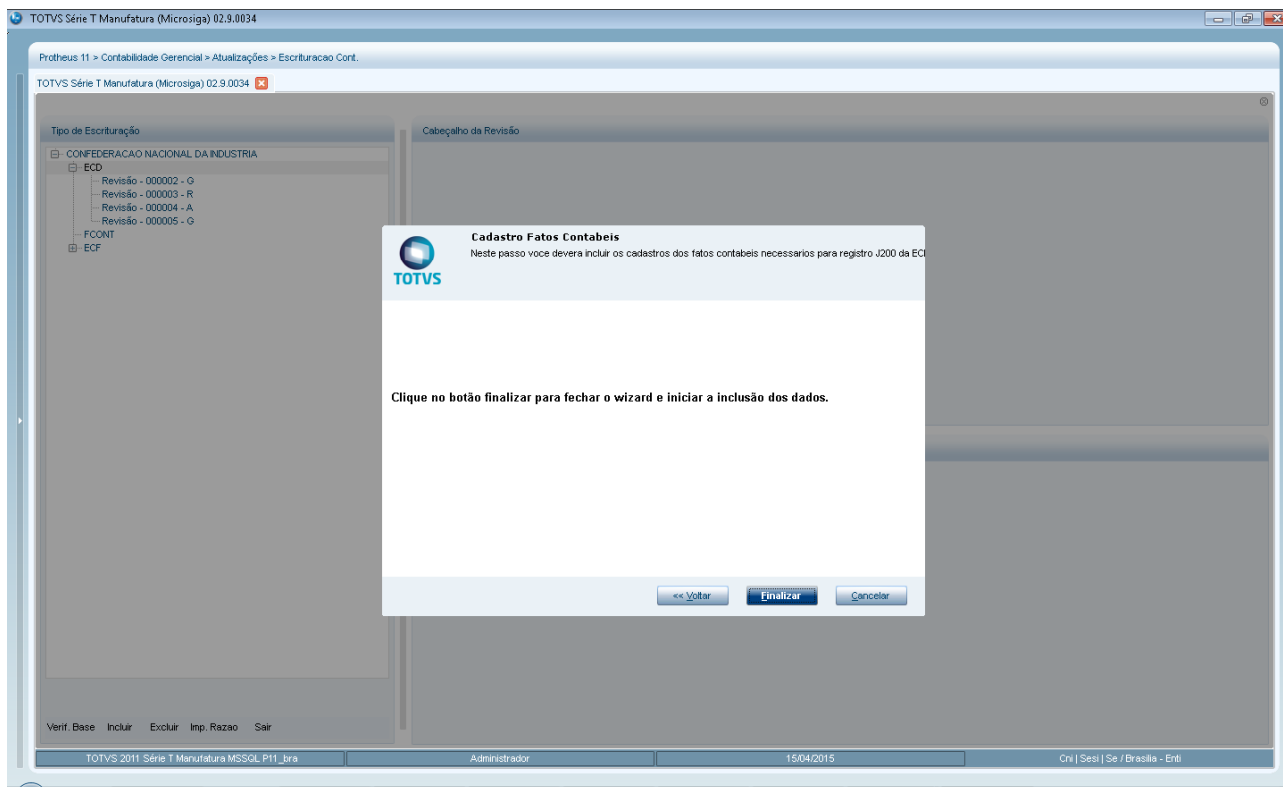 TOTVS Série T Manufatura (Microsiga) 02.9.0034
Protheus 11 > Contabilidade Gerencial > Atualizações > Escrituracao Cont.
TOTVS Série T Manufatura (Microsiga) 02.9.0034
Tipo de Escrituração
Cabeçalho da Revisão
CONFEDERACAO NACIONAL DA INDUSTRIA
ECD
Revisão - 000002 - G
Revisão - 000003 - R
Revisão - 000004 - A
Revisão - 000005 - G
FCONT
ECF
TOTVS
Cadastro Fatos Contabeis
Neste passo voce devera incluir os cadastros dos fatos contabeis necessarios para registro J200 da ECI
Clique no botão finalizar para fechar o wizard e iniciar a inclusão dos dados.
<< Voltar Finalizar Cancelar
Verif. Base Incluir Excluir Imp. Razao Sair
TOTVS 2011 Série T Manufatura MSSQL P11_bra Administrador 15/04/2015 Cni | Sesi | Se / Brasilia - Enti